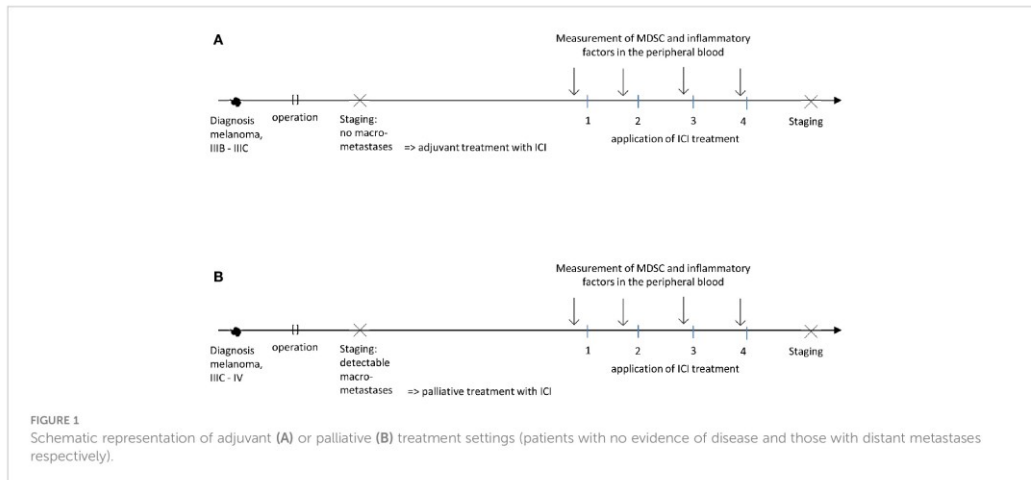 A
Measurement of MDSC and inflammatory
factors in the peripheral blood
Diagnosis
melanoma,
IIIB - IIIC
operation
Staging:
no macro-
metastases
=> adjuvant treatment with ICI
1
2
3
4
application of ICI treatment
Staging
B
Measurement of MDSC and inflammatory
factors in the peripheral blood
Diagnosis
melanoma,
IIIC - IV
operation
Staging:
detectable
macro-
metastases
=> palliative treatment with ICI
1
2
3
4
application of ICI treatment
Staging
FIGURE 1
Schematic representation of adjuvant (A) or palliative (B) treatment settings (patients with no evidence of disease and those with distant metastases
respectively).